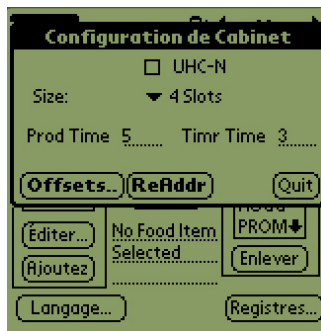 Configuration de Cabinet
UHC-N
Size: 4 Slots
Prod Time 5 Timr Time 3
Offsets.. ReAddr Quit
Éditer... No Food Item PROM
Ajoutez Selected Enlever
Langage... Registres...